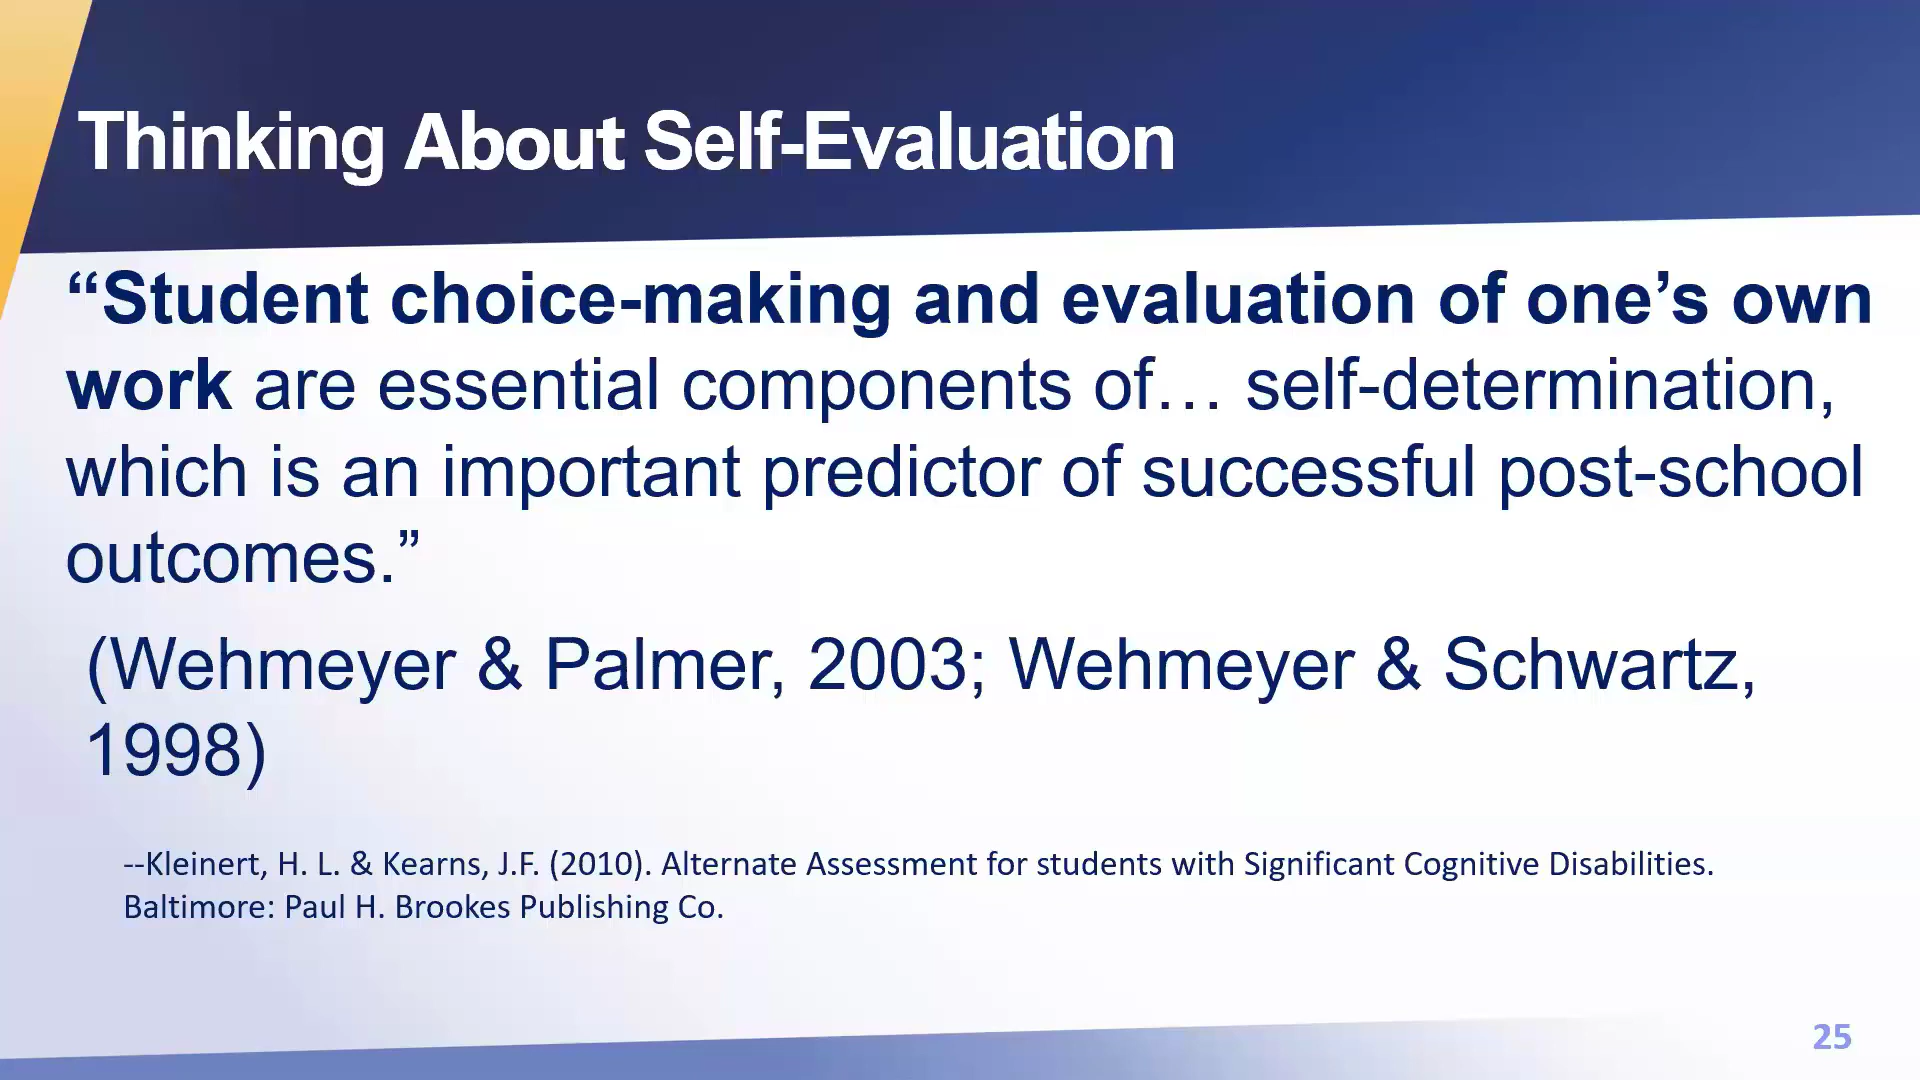 Thinking About Self-Evaluation
“Student choice-making and evaluation of one’s own
work are essential components of… self-determination,
which is an important predictor of successful post-school
outcomes.”
(Wehmeyer & Palmer, 2003; Wehmeyer & Schwartz,
1998)
--Kleinert, H. L. & Kearns, J.F. (2010). Alternate Assessment for students with Significant Cognitive Disabilities.
Baltimore: Paul H. Brookes Publishing Co.
25